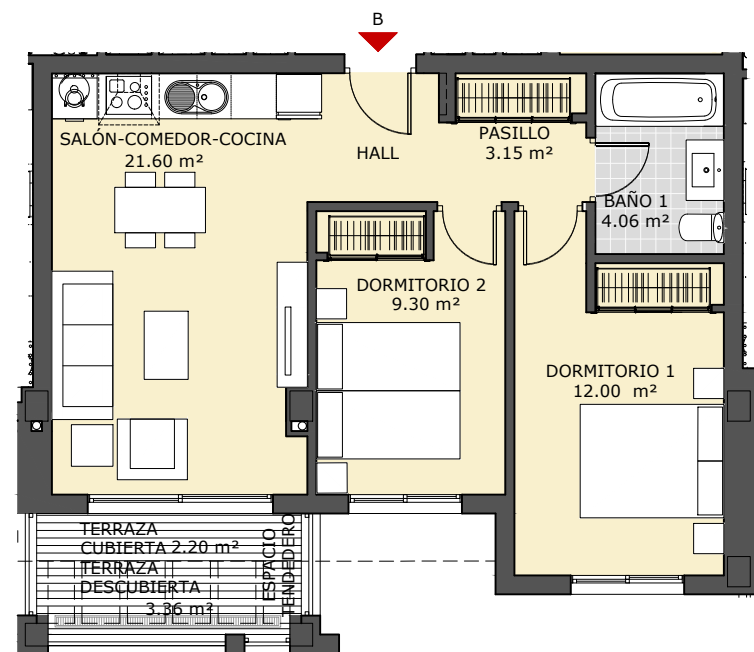 B
SALÓN-COMEDOR-COCINA
21.60 m²
HALL
PASILLO
3.15 m²
BAÑO 1
4.06 m²
DORMITORIO 2
9.30 m²
DORMITORIO 1
12.00 m²
TERRAZA
CUBIERTA 2.20 m²
TERRAZA
DESCUBIERTA
3.36 m²
ESPACIO
TENDEDERO